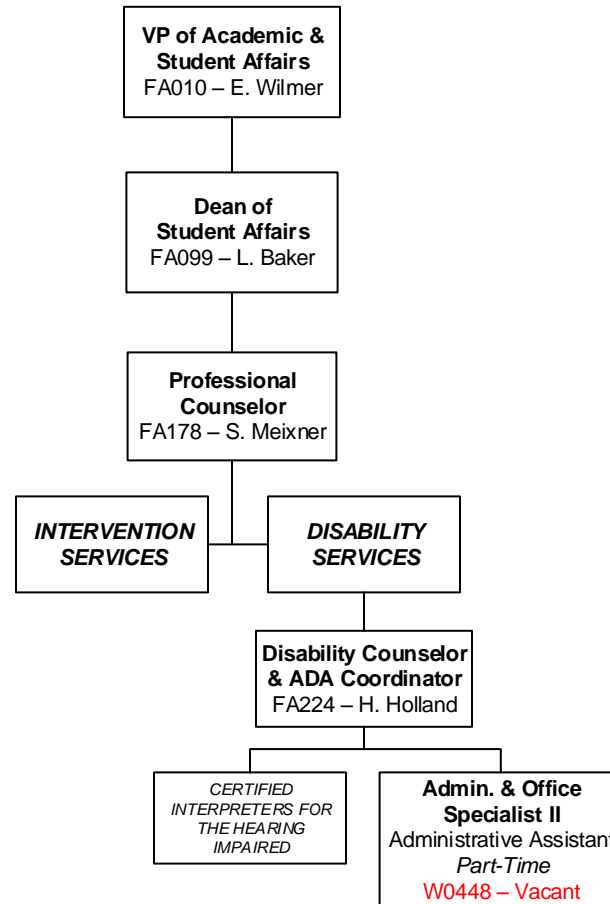 VP of Academic &
Student Affairs
FA010 – E. Wilmer
Dean of
Student Affairs
FA099 – L. Baker
Professional
Counselor
FA178 – S. Meixner
INTERVENTION
SERVICES
DISABILITY
SERVICES
Disability Counselor
& ADA Coordinator
FA224 – H. Holland
CERTIFIED
INTERPRETERS FOR
THE HEARING
IMPAIRED
Admin. & Office
Specialist II
Administrative Assistant
Part-Time
W0448 – Vacant